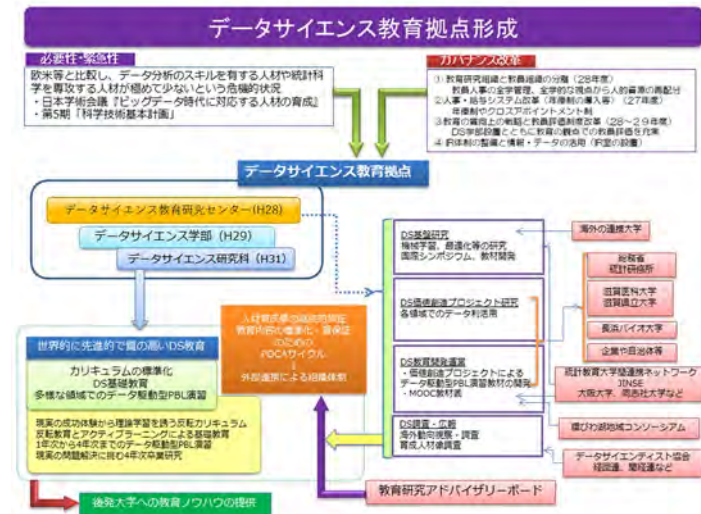 データサイエンス教育拠点形成
必要性・緊急性
欧米等と比較し、データ分析のスキルを有する人材や統計科
学を専攻する人材が極めて少ないという危機的状況
・日本学術会議『ビッグデータ時代に対応する人材の育成』
・第5期「科学技術基本計画」
ガバナンス改革
① 教育研究組織と教員組織の分離（28年度）
教員人事の全学管理、全学的な視点から人的資源の再配分
②人事・給与システム改革（年俸制の導入等）（27年度）
年俸制やクロスアポイントメント制
③教育の質向上の戦略と教員評価制度改革（28～29年度）
DS学部設置とともに教育の観点での教員評価を充実
④ IR体制の整備と情報・データの活用（IR室の設置）
データサイエンス教育拠点
データサイエンス教育研究センター(H28)
データサイエンス学部（H29）
データサイエンス研究科（H31）
世界的に先進的で質の高いDS教育
カリキュラムの標準化
DS基礎教育
多様な領域でのデータ駆動型PBL演習
現実の成功体験から理論学習を誘う反転カリキュラム
反転教育とアクティブラーニングによる基礎教育
1年次から4年次までのデータ駆動型PBL演習
現実の問題解決に挑む4年次卒業研究
後発大学への教育ノウハウの提供
人材育成事の継続的検証
教育内容の標準化・質保証
のための
PDCAサイクル
外部連携による組織体制
DS基盤研究
機械学習、最適化等の研究
国際シンポジウム、教材開発
DS価値創造プロジェクト研究
各領域でのデータ利活用
DS教育開発運営
・価値創造プロジェクトによる
データ駆動型PBL演習教材の開発
・MOOC教材表
DS調査・広報
海外動向視察・調査
育成人材像調査
教育研究アドバイザリーボード
海外の連携大学
総務省
統計研修所
滋賀医科大学
滋賀県立大学
長浜バイオ大学
企業や自治体等
統計教育大学間連携ネットワーク
JINSE
大阪大学、同志社大学など
環びわ湖地域コンソーシアム
データサイエンティスト協会
経団連、関経連など